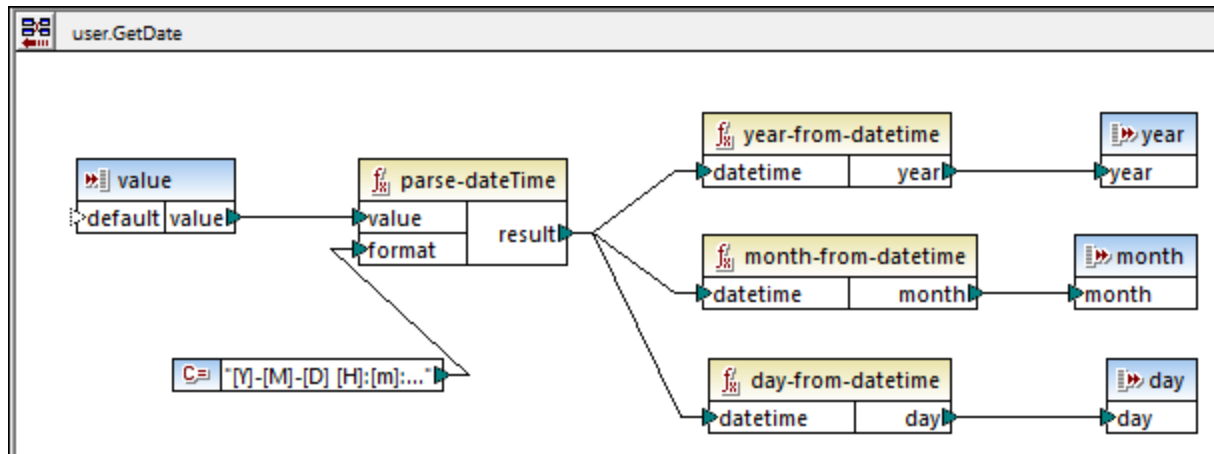 user.GetDate
value
default value
parse-dateTime
value
format
result
C= "[Y]-[M]-[D] [H]:[m]:..."
year-from-datetime
datetime year
year
year
month-from-datetime
datetime month
month
month
day-from-datetime
datetime day
day
day